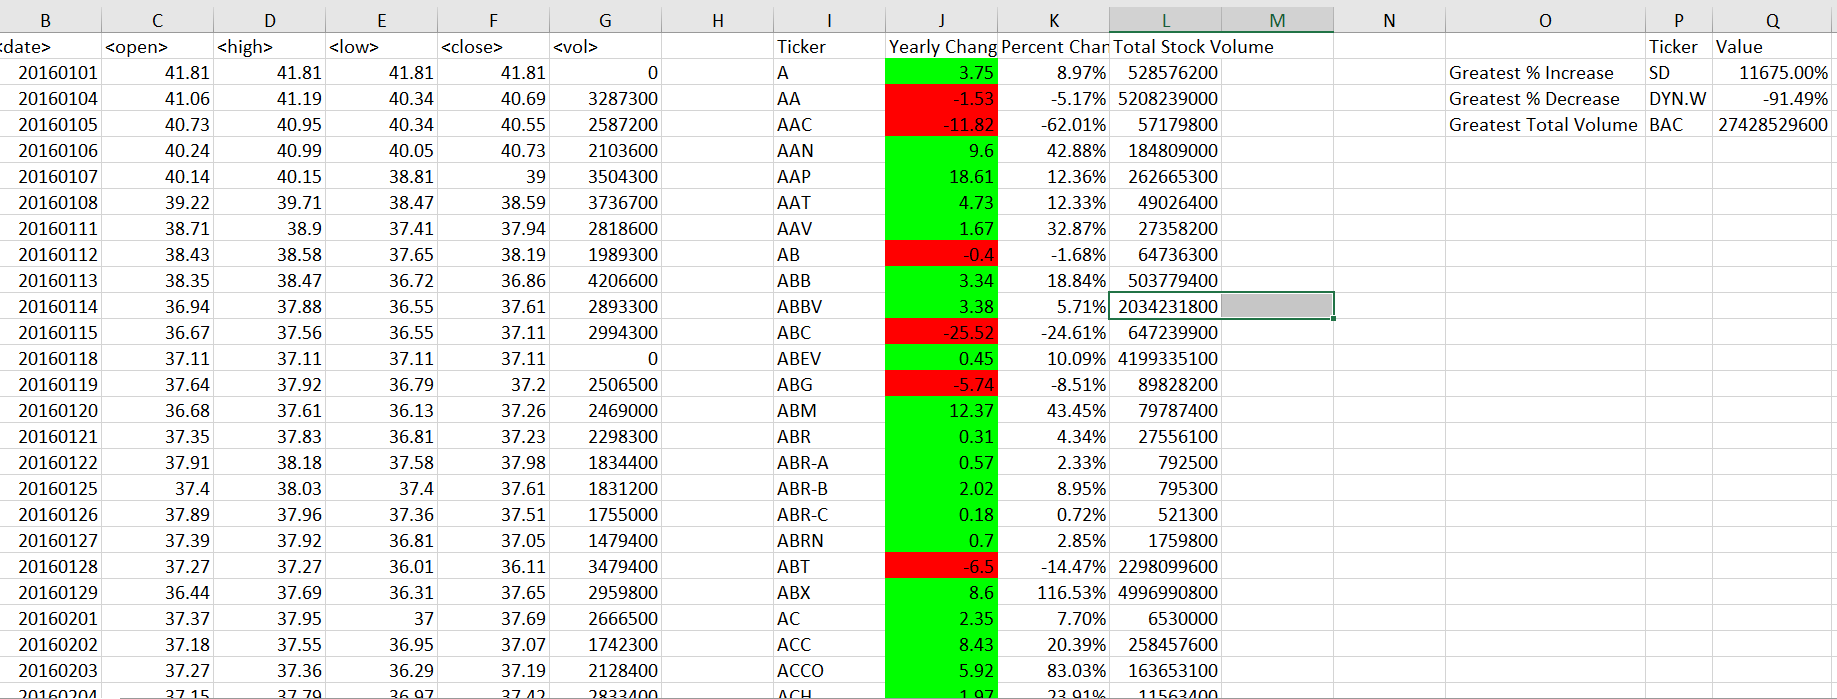 B C D E F G H I J K L M N O P Q
<date> <open> <high> <low> <close> <vol> Ticker Yearly Chang Percent Char Total Stock Volume Ticker Value
20160101 41.81 41.81 41.81 41.81 0 A 3.75 8.97% 528576200 Greatest % Increase SD 11675.00%
20160104 41.06 41.19 40.34 40.69 3287300 AA -1.53 -5.17% 5208239000 Greatest % Decrease DYN.W -91.49%
20160105 40.73 40.95 40.34 40.55 2587200 AAC -11.82 -62.01% 57179800 Greatest Total Volume BAC 27428529600
20160106 40.24 40.99 40.05 40.73 2103600 AAN 9.6 42.88% 184809000
20160107 40.14 40.15 38.81 39 3504300 AAP 18.61 12.36% 262665300
20160108 39.22 39.71 38.47 38.59 3736700 AAT 4.73 12.33% 49026400
20160111 38.71 38.9 37.41 37.94 2818600 AAV 1.67 32.87% 27358200
20160112 38.43 38.58 37.65 38.19 1989300 AB -0.4 -1.68% 64736300
20160113 38.35 38.47 36.72 36.86 4206600 ABB 3.34 18.84% 503779400
20160114 36.94 37.88 36.55 37.61 2893300 ABBV 3.38 5.71% 2034231800
20160115 36.67 37.56 36.55 37.11 2994300 ABC -25.52 -24.61% 647239900
20160118 37.11 37.11 37.11 37.11 0 ABEV 0.45 10.09% 4199335100
20160119 37.64 37.92 36.79 37.2 2506500 ABG -5.74 -8.51% 89828200
20160120 36.68 37.61 36.13 37.26 2469000 ABM 12.37 43.45% 79787400
20160121 37.35 37.83 36.81 37.23 2298300 ABR 0.31 4.34% 27556100
20160122 37.91 38.18 37.58 37.98 1834400 ABR-A 0.57 2.33% 792500
20160125 37.4 38.03 37.4 37.61 1831200 ABR-B 2.02 8.95% 795300
20160126 37.89 37.96 37.36 37.51 1755000 ABR-C 0.18 0.72% 521300
20160127 37.39 37.92 36.81 37.05 1479400 ABRN 0.7 2.85% 1759800
20160128 37.27 37.27 36.01 36.11 3479400 ABT -6.5 -14.47% 2298099600
20160129 36.44 37.69 36.31 37.65 2959800 ABX 8.6 116.53% 4996990800
20160201 37.37 37.95 37 37.69 2666500 AC 2.35 7.70% 6530000
20160202 37.18 37.55 36.95 37.07 1742300 ACC 8.43 20.39% 258457600
20160203 37.27 37.36 36.29 37.19 2128400 ACCO 5.92 83.03% 163653100
20160204 37.15 37.79 36.97 37.42 2833400 ACH 1.97 23.91% 11563400